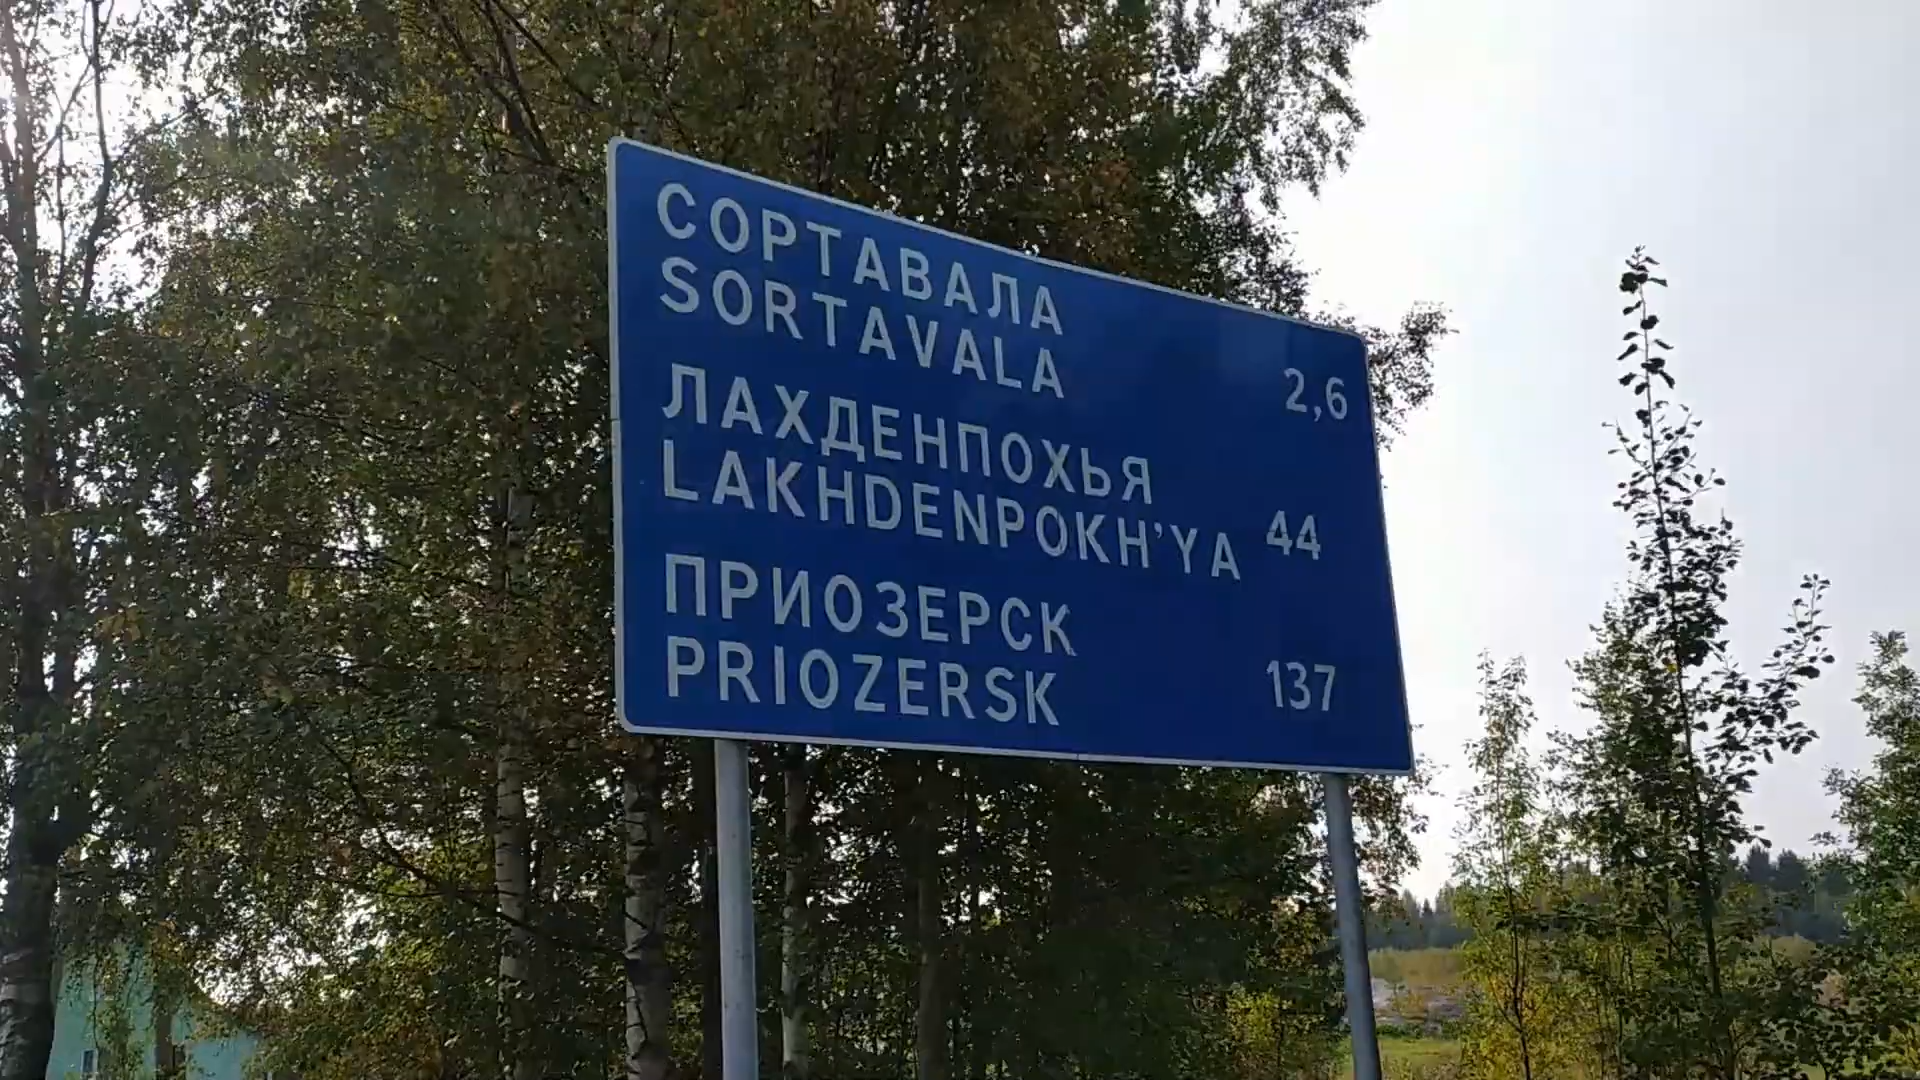 СОРТАВАЛА
SORTAVALA 2,6
ЛАХДЕНПОХЬЯ
LAKHDENPOKH'YA 44
ПРИОЗЕРСК
PRIOZERSK 137